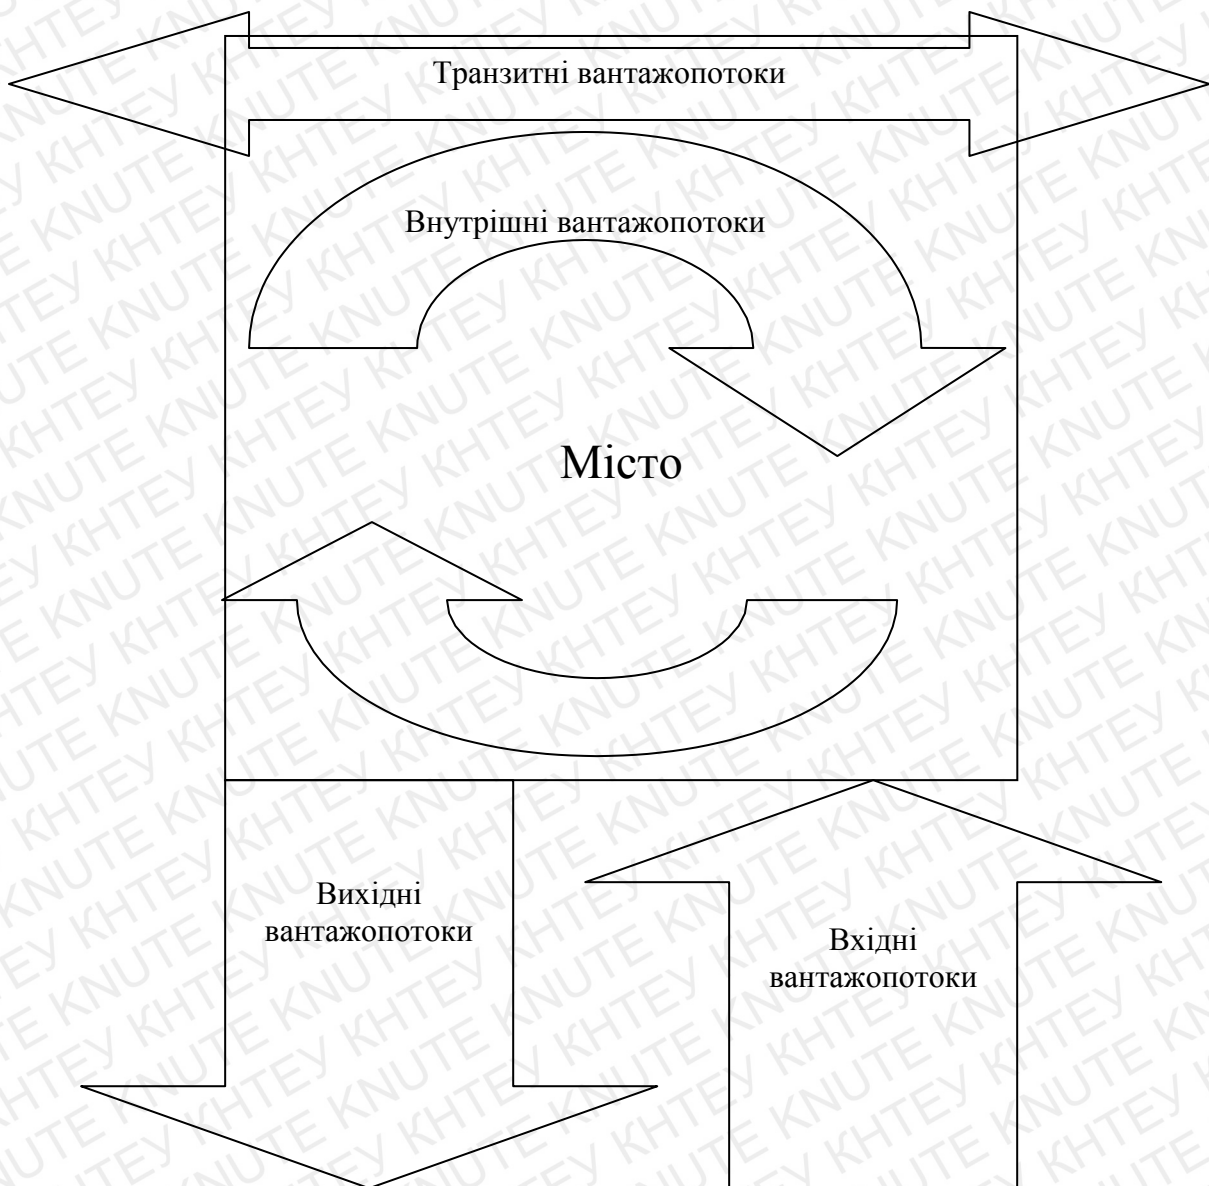 Транзитні вантажопотоки
Внутрішні вантажопотоки
Місто
Вихідні
вантажопотоки
Вхідні
вантажопотоки